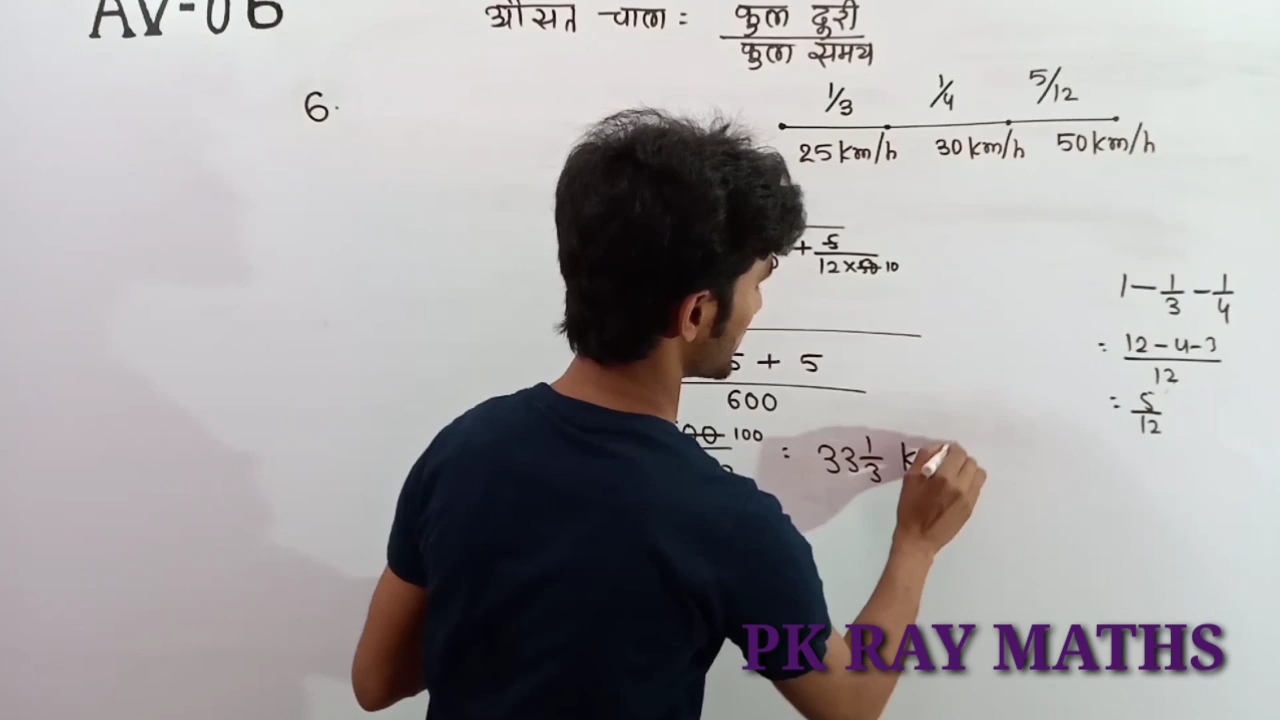 AV-06
औसत चाल = कुल दूरी / कुल समय
6.
1/3 1/4 5/12
25 km/h 30 km/h 50 km/h
+ 5 / 12 × 50 10
5 + 5
600
100
= 33 1/3 k
1 - 1/3 - 1/4
= 12 - 4 - 3 / 12
= 5/12
PK RAY MATHS